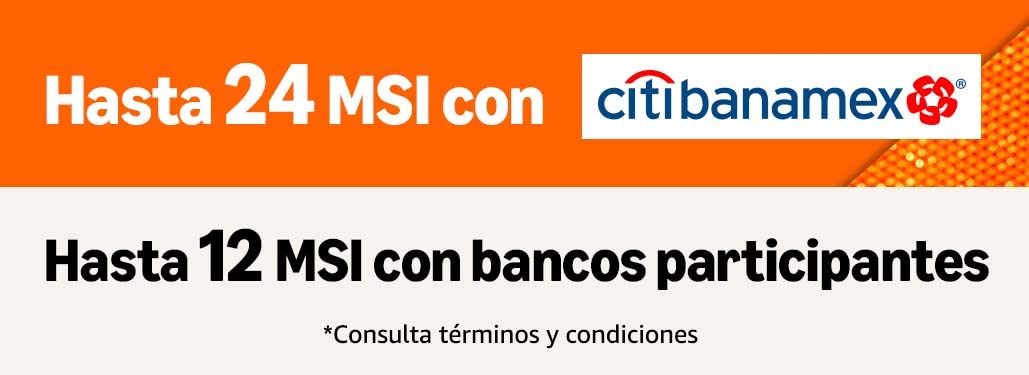 Hasta 24 MSI con citibanamex®
Hasta 12 MSI con bancos participantes
*Consulta términos y condiciones